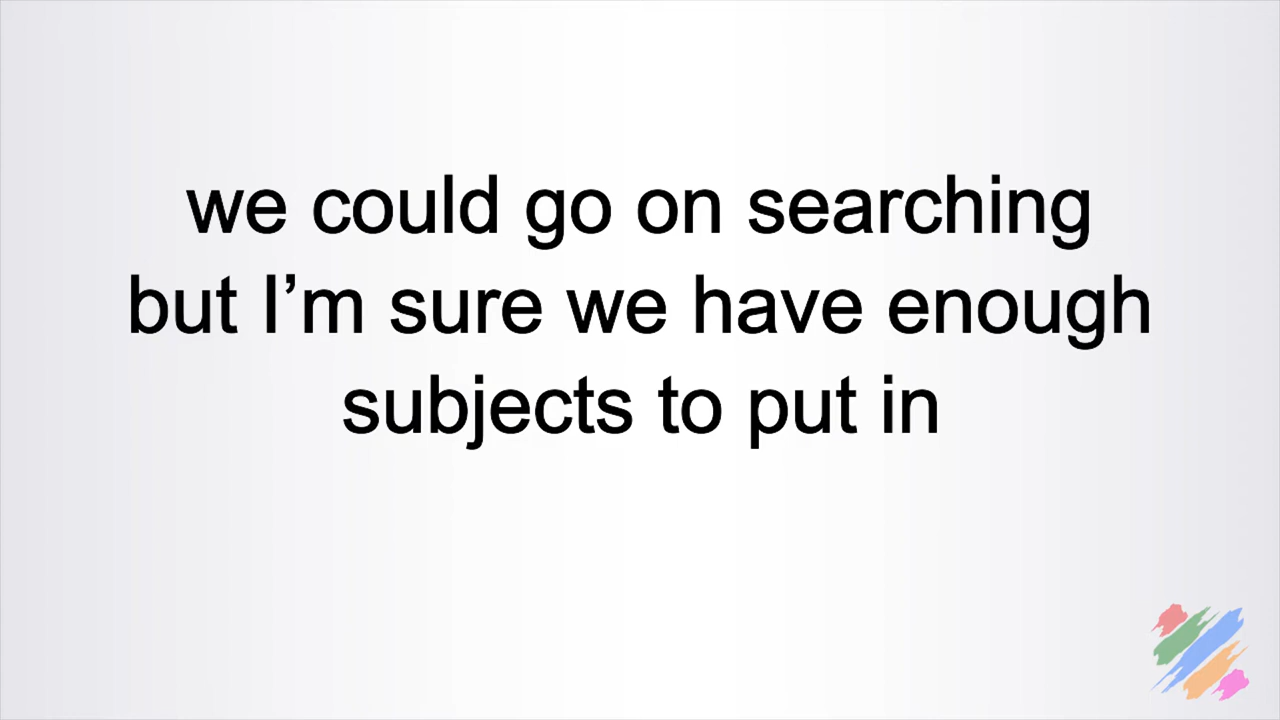 we could go on searching
but I’m sure we have enough
subjects to put in